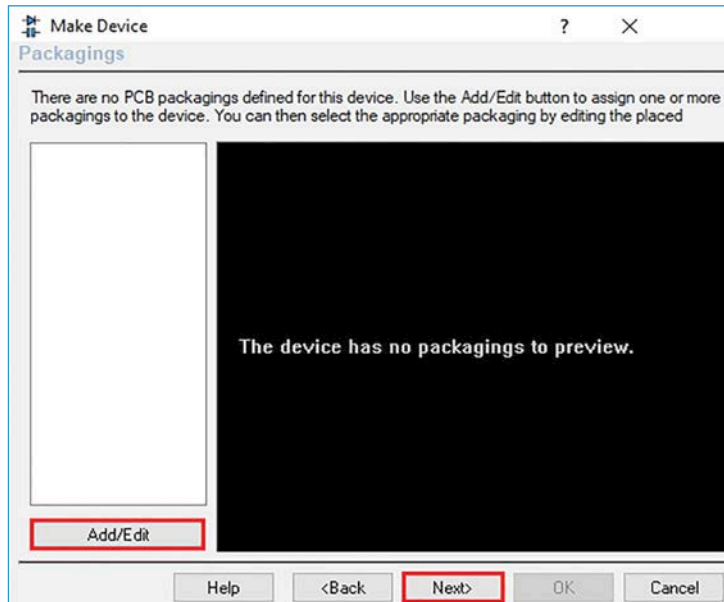 Make Device ? ×
Packagings
There are no PCB packagings defined for this device. Use the Add/Edit button to assign one or more
packagings to the device. You can then select the appropriate packaging by editing the placed
The device has no packagings to preview.
Add/Edit
Help <Back Next> OK Cancel